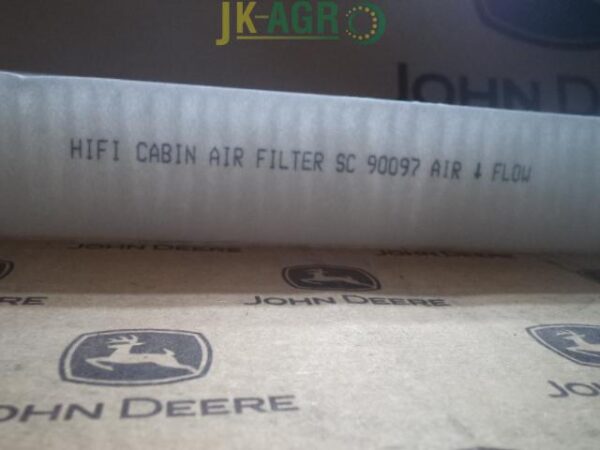 JK-AGRO
JOHN DEERE
HIFI CABIN AIR FILTER SC 90097 AIR ↓ FLOW
JOHN DEERE
JOHN DEERE
JOHN DEERE